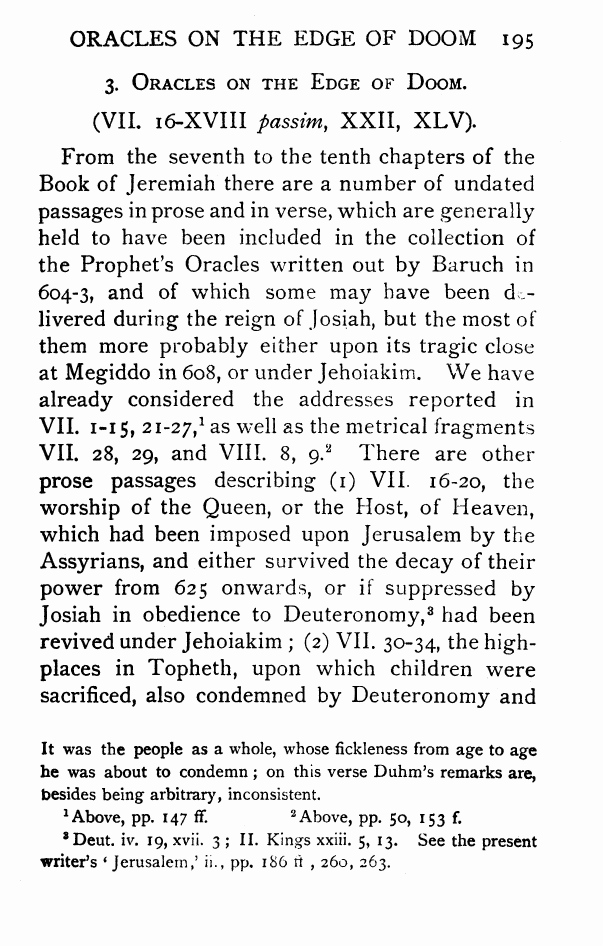 ORACLES ON THE EDGE OF DOOM 195
3. ORACLES ON THE EDGE OF DOOM.
(VII. 16-XVIII passim, XXII, XLV).
From the seventh to the tenth chapters of the
Book of Jeremiah there are a number of undated
passages in prose and in verse, which are generally
held to have been included in the collection of
the Prophet's Oracles written out by Baruch in
604-3, and of which some may have been de-
livered during the reign of Josiah, but the most of
them more probably either upon its tragic close
at Megiddo in 608, or under Jehoiakim. We have
already considered the addresses reported in
VII. 1-15, 21-27,¹ as well as the metrical fragments
VII. 28, 29, and VIII. 8, 9.² There are other
prose passages describing (1) VII. 16-20, the
worship of the Queen, or the Host, of Heaven,
which had been imposed upon Jerusalem by the
Assyrians, and either survived the decay of their
power from 625 onwards, or if suppressed by
Josiah in obedience to Deuteronomy,³ had been
revived under Jehoiakim ; (2) VII. 30-34, the high-
places in Topheth, upon which children were
sacrificed, also condemned by Deuteronomy and
It was the people as a whole, whose fickleness from age to age
he was about to condemn ; on this verse Duhm's remarks are,
besides being arbitrary, inconsistent.
¹ Above, pp. 147 ff. ² Above, pp. 50, 153 f.
³ Deut. iv. 19, xvii. 3 ; II. Kings xxiii. 5, 13. See the present
writer's ' Jerusalem,' ii., pp. 186 ff , 260, 263.